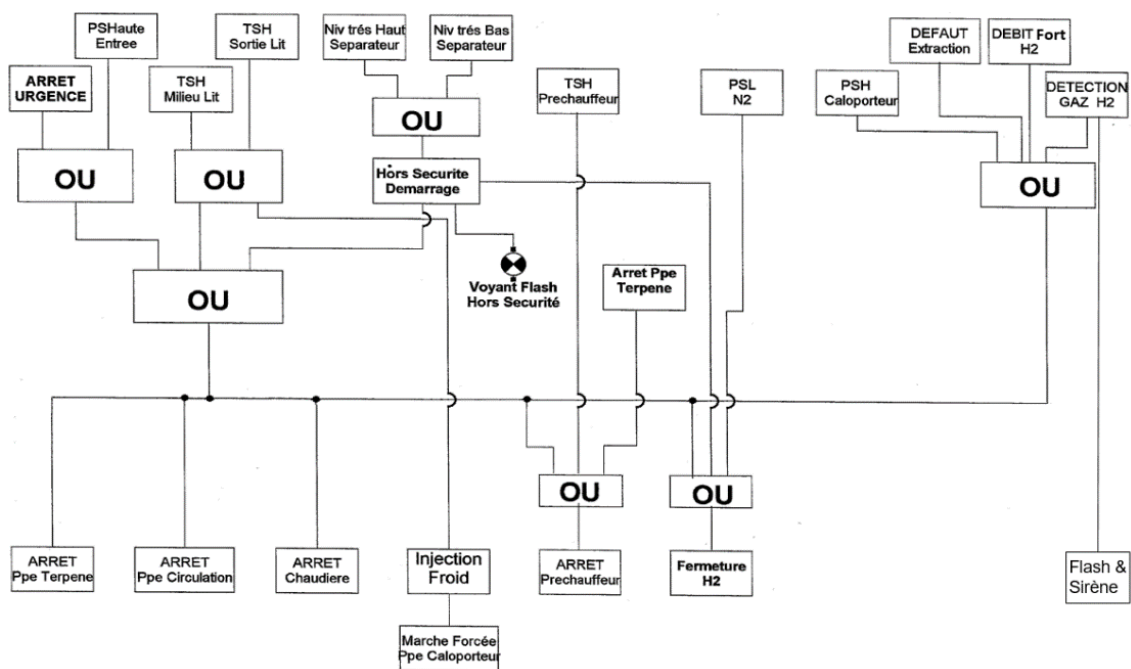 PSHaute
Entree
TSH
Sortie Lit
Niv trés Haut
Separateur
Niv trés Bas
Separateur
DEFAUT
Extraction
DEBIT Fort
H2
ARRET
URGENCE
TSH
Milieu Lit
TSH
Prechauffeur
PSL
N2
PSH
Caloporteur
DETECTION
GAZ H2
OU
OU
OU
Hors Securite
Demarrage
OU
OU
Voyant Flash
Hors Securité
Arret Ppe
Terpene
OU
OU
ARRET
Ppe Terpene
ARRET
Ppe Circulation
ARRET
Chaudiere
Injection
Froid
ARRET
Prechauffeur
Fermeture
H2
Flash &
Sirène
Marche Forcée
Ppe Caloporteur